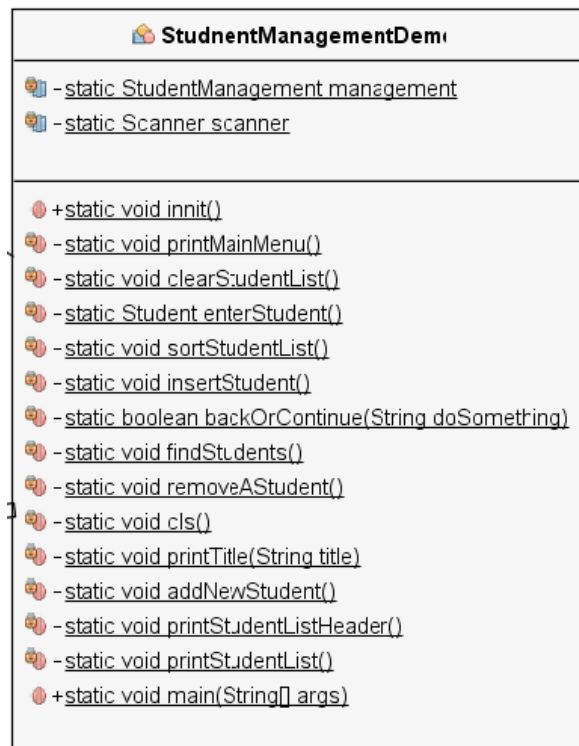 StudnentManagementDem
- static StudentManagement management
- static Scanner scanner
+ static void innit()
- static void printMainMenu()
- static void clearStudentList()
- static Student enterStudent()
- static void sortStudentList()
- static void insertStudent()
- static boolean backOrContinue(String doSomething)
- static void findStudents()
- static void removeAStudent()
- static void cls()
- static void printTitle(String title)
- static void addNewStudent()
- static void printStudentListHeader()
- static void printStudentList()
+ static void main(String[] args)